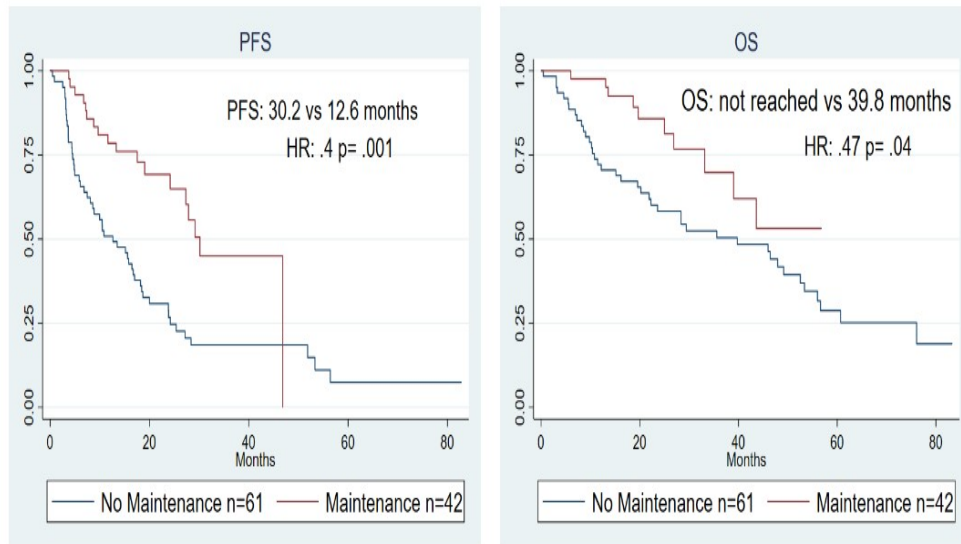 PFS
PFS: 30.2 vs 12.6 months
HR: .4 p= .001
1.00
0.75
0.50
0.25
0.00
0 20 40 60 80
Months
No Maintenance n=61 Maintenance n=42
OS
OS: not reached vs 39.8 months
HR: .47 p= .04
1.00
0.75
0.50
0.25
0.00
0 20 40 60 80
Months
No Maintenance n=61 Maintenance n=42